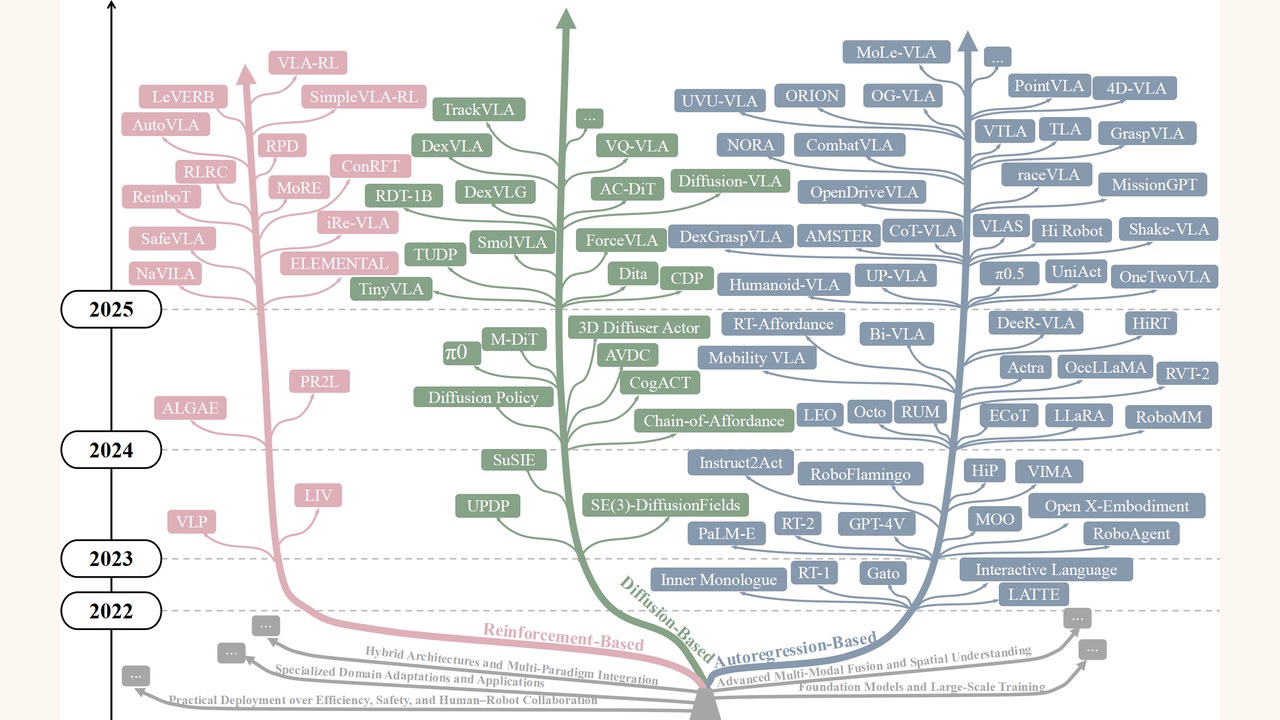 MoLe-VLA
...
VLA-RL
PointVLA
4D-VLA
LeVERB
SimpleVLA-RL
UVU-VLA
ORION
OG-VLA
TrackVLA
...
AutoVLA
VTLA
TLA
GraspVLA
RPD
DexVLA
VQ-VLA
NORA
CombatVLA
ConRFT
RLRC
raceVLA
MoRE
AC-DiT
Diffusion-VLA
MissionGPT
ReinboT
RDT-1B
DexVLG
OpenDriveVLA
iRe-VLA
VLAS
Hi Robot
Shake-VLA
SafeVLA
SmolVLA
ForceVLA
DexGraspVLA
AMSTER
CoT-VLA
TUDP
ELEMENTAL
NaVILA
Dita
CDP
UP-VLA
π0.5
UniAct
OneTwoVLA
TinyVLA
Humanoid-VLA
2025
3D Diffuser Actor
RT-Affordance
Bi-VLA
DeeR-VLA
HiRT
M-DiT
π0
AVDC
Mobility VLA
PR2L
CogACT
Actra
OccLLaMA
RVT-2
Diffusion Policy
ALGAE
Chain-of-Affordance
LEO
Octo
RUM
ECoT
LLaRA
RoboMM
2024
SuSIE
Instruct2Act
RoboFlamingo
HiP
VIMA
LIV
UPDP
SE(3)-DiffusionFields
Open X-Embodiment
VLP
PaLM-E
RT-2
GPT-4V
MOO
RoboAgent
2023
Inner Monologue
RT-1
Gato
Interactive Language
LATTE
2022
...
...
Reinforcement-Based
Diffusion-Based
Autoregression-Based
...
...
Hybrid Architectures and Multi-Paradigm Integration
Advanced Multi-Modal Fusion and Spatial Understanding
...
Specialized Domain Adaptations and Applications
Foundation Models and Large-Scale Training
Practical Deployment over Efficiency, Safety, and Human–Robot Collaboration